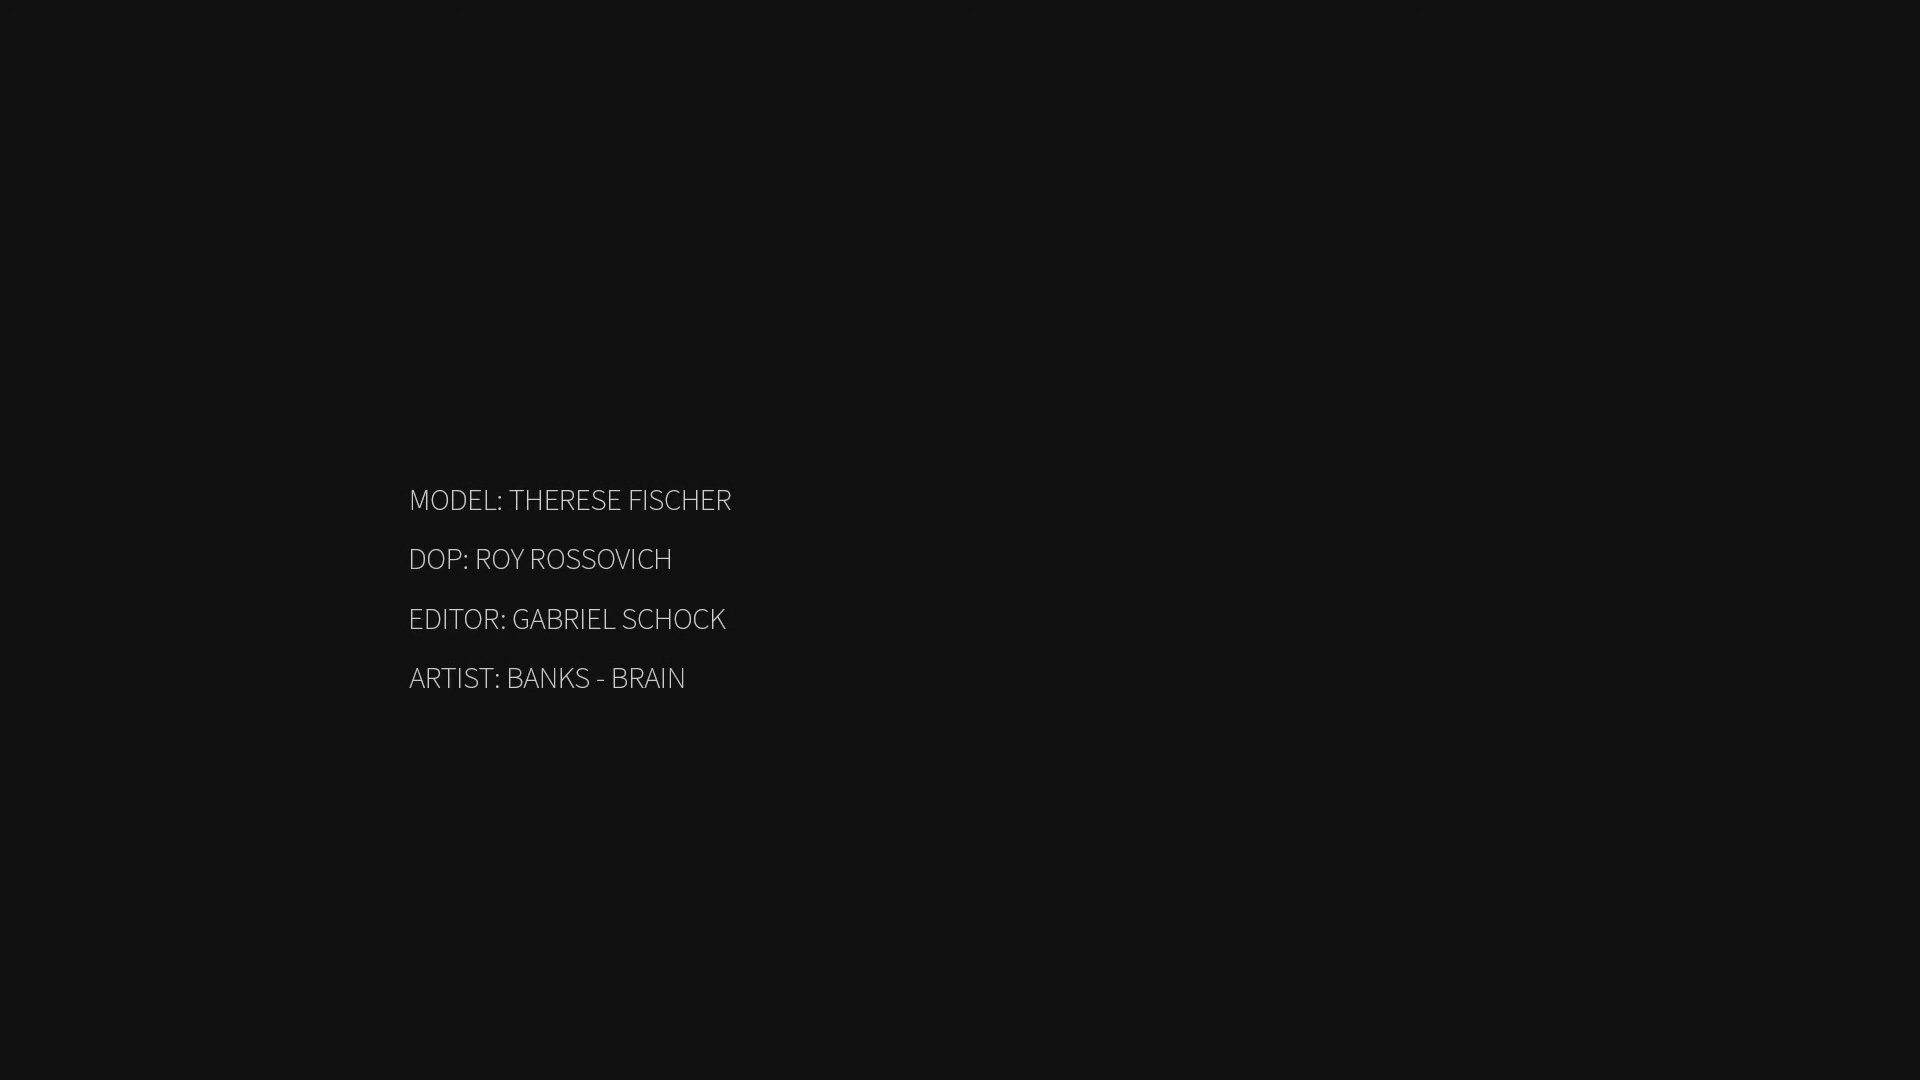 MODEL: THERESE FISCHER
DOP: ROY ROSSOVICH
EDITOR: GABRIEL SCHOCK
ARTIST: BANKS - BRAIN